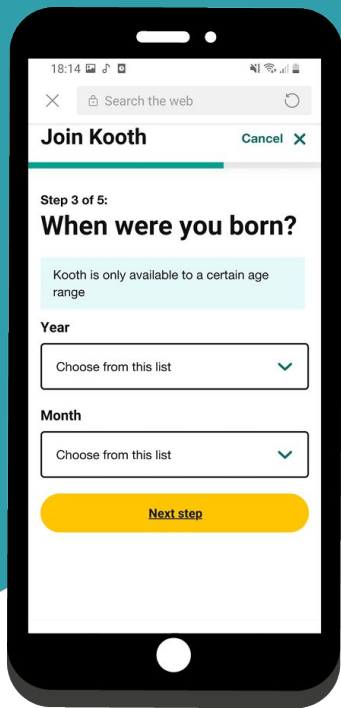 18:14
Search the web
Join Kooth
Cancel
Step 3 of 5:
When were you born?
Kooth is only available to a certain age
range
Year
Choose from this list
Month
Choose from this list
Next step